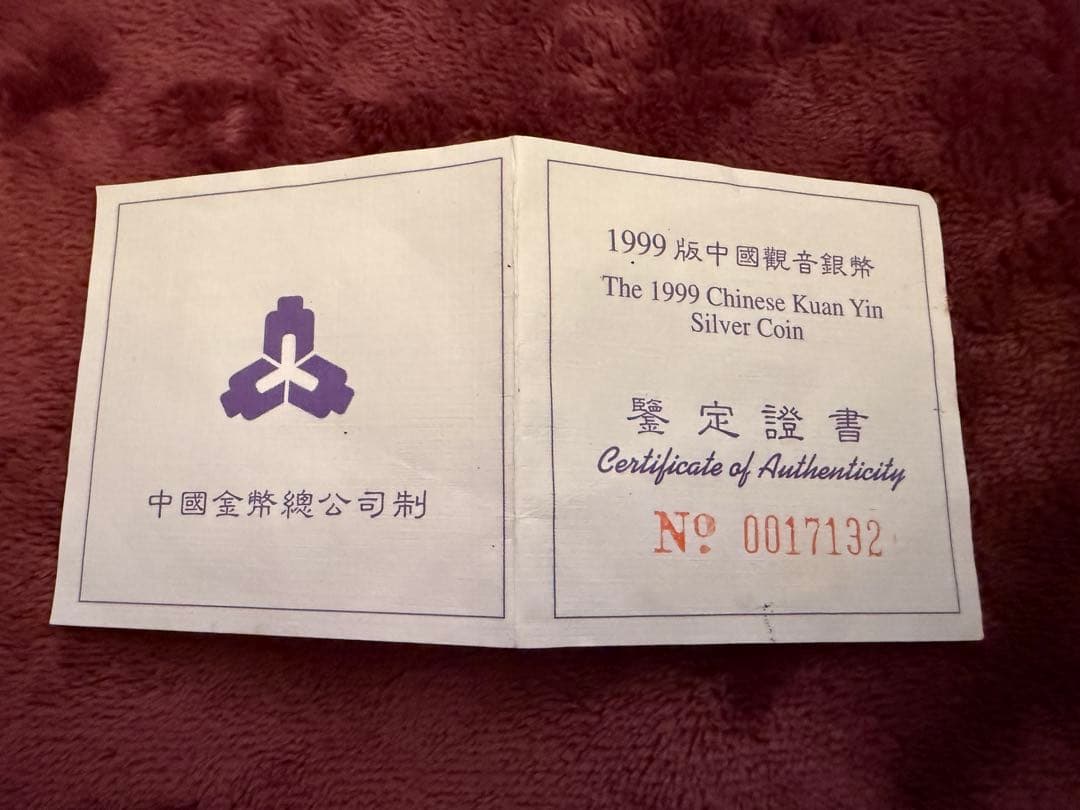 中國金幣總公司制
1999 版中國觀音銀幣
The 1999 Chinese Kuan Yin
Silver Coin
鑒定證書
Certificate of Authenticity
Nº 0017132